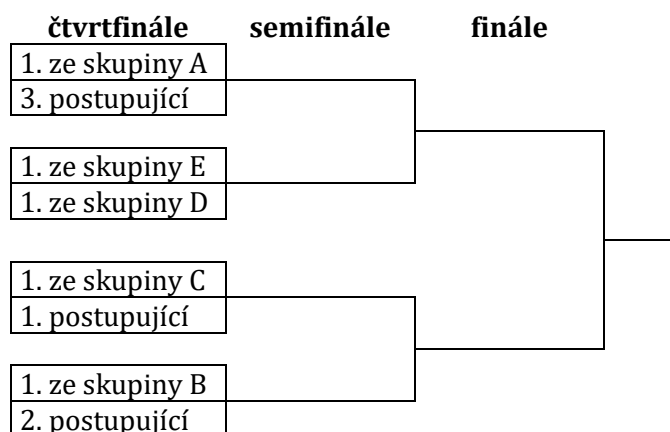 čtvrtfinále semifinále finále
1. ze skupiny A
3. postupující
1. ze skupiny E
1. ze skupiny D
1. ze skupiny C
1. postupující
1. ze skupiny B
2. postupující